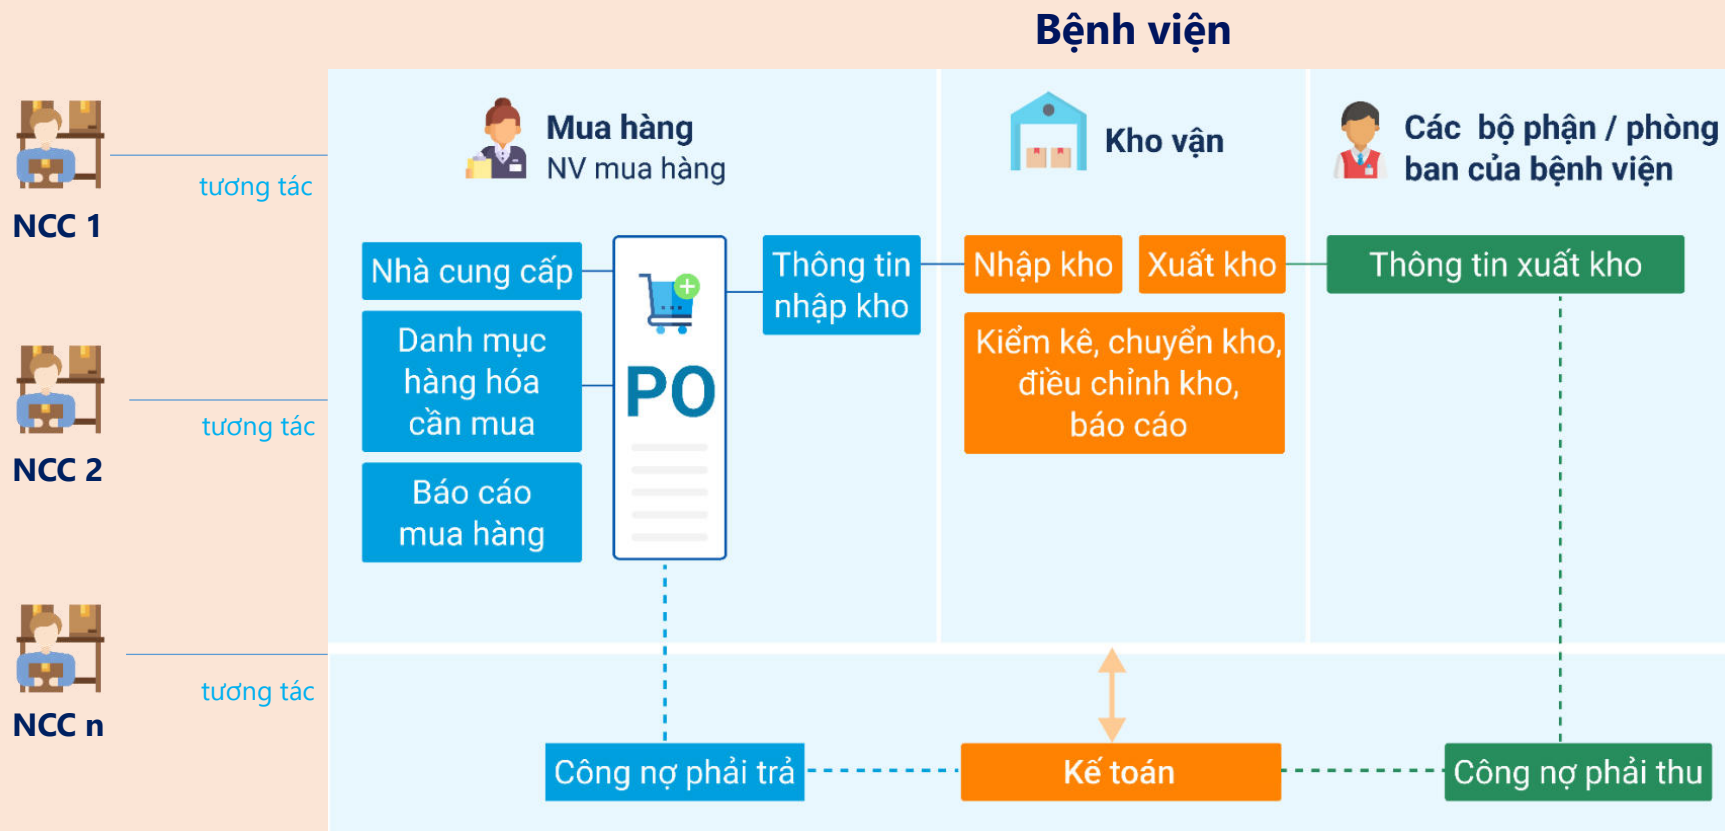 Bệnh viện
NCC 1
tương tác
NCC 2
tương tác
NCC n
tương tác
Mua hàng
NV mua hàng
Nhà cung cấp
Danh mục
hàng hóa
cần mua
Báo cáo
mua hàng
PO
Thông tin
nhập kho
Kho vận
Nhập kho
Xuất kho
Kiểm kê, chuyển kho,
điều chỉnh kho,
báo cáo
Các bộ phận / phòng
ban của bệnh viện
Thông tin xuất kho
Công nợ phải trả
Kế toán
Công nợ phải thu